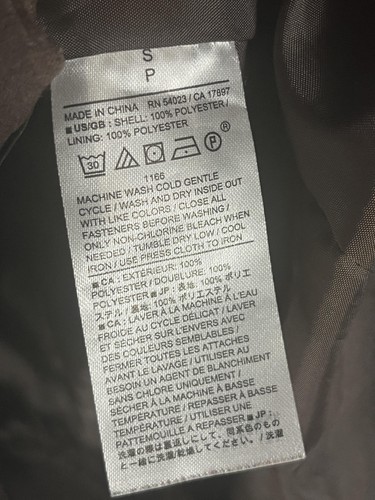 S
P
MADE IN CHINA RN 54023 / CA 17897
■US/GB: SHELL: 100% POLYESTER /
LINING: 100% POLYESTER
30 P ®
1166
MACHINE WASH COLD GENTLE
CYCLE / WASH AND DRY INSIDE OUT
WITH LIKE COLORS / CLOSE ALL
FASTENERS BEFORE WASHING /
ONLY NON-CHLORINE BLEACH WHEN
NEEDED / TUMBLE DRY LOW / COOL
IRON / USE PRESS CLOTH TO IRON
■CA: EXTÉRIEUR: 100%
POLYESTER / DOUBLURE: 100%
POLYESTER ■JP: 表地: 100% ポリエ
ステル / 裏地: 100% ポリエステル
■CA: LAVER À LA MACHINE À L'EAU
FROIDE AU CYCLE DÉLICAT / LAVER
ET SÉCHER SUR L'ENVERS AVEC
DES COULEURS SEMBLABLES /
FERMER TOUTES LES ATTACHES
AVANT LE LAVAGE / UTILISER AU
BESOIN UN AGENT DE BLANCHIMENT
SANS CHLORE UNIQUEMENT /
SÉCHER À LA MACHINE À BASSE
TEMPÉRATURE / REPASSER À BASSE
TEMPÉRATURE / UTILISER UNE
PATTEMOUILLE À REPASSER ■JP:
洗濯の際は裏返しにして、同系色のもの
と一緒に洗濯/乾燥してください。/ 洗濯